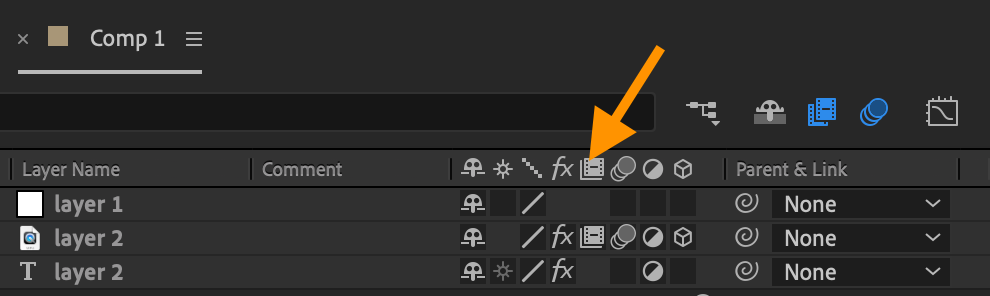 Comp 1
Layer Name Comment fx Parent & Link
layer 1 None
layer 2 fx None
T layer 2 fx None